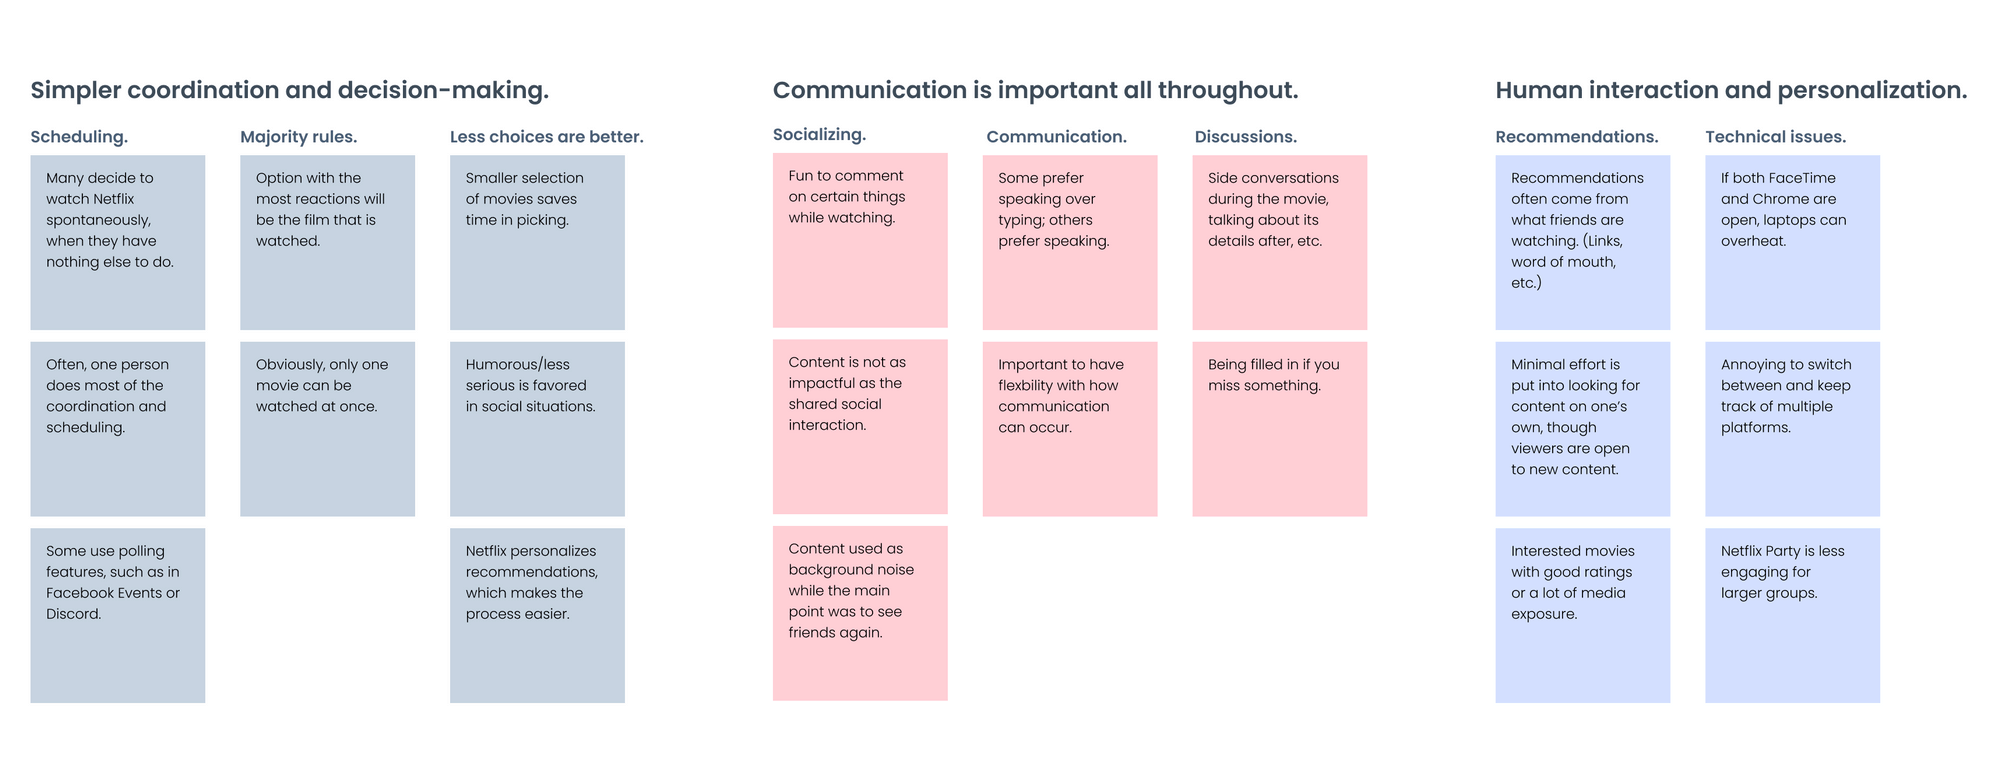 Simpler coordination and decision-making.
Scheduling.
Many decide to
watch Netflix
spontaneously,
when they have
nothing else to do.
Often, one person
does most of the
coordination and
scheduling.
Some use polling
features, such as in
Facebook Events or
Discord.
Majority rules.
Option with the
most reactions will
be the film that is
watched.
Obviously, only one
movie can be
watched at once.
Less choices are better.
Smaller selection
of movies saves
time in picking.
Humorous/less
serious is favored
in social situations.
Netflix personalizes
recommendations,
which makes the
process easier.
Communication is important all throughout.
Socializing.
Fun to comment
on certain things
while watching.
Content is not as
impactful as the
shared social
interaction.
Content used as
background noise
while the main
point was to see
friends again.
Communication.
Some prefer
speaking over
typing; others
prefer speaking.
Important to have
flexbility with how
communication
can occur.
Discussions.
Side conversations
during the movie,
talking about its
details after, etc.
Being filled in if you
miss something.
Human interaction and personalization.
Recommendations.
Recommendations
often come from
what friends are
watching. (Links,
word of mouth,
etc.)
Minimal effort is
put into looking for
content on one’s
own, though
viewers are open
to new content.
Interested movies
with good ratings
or a lot of media
exposure.
Technical issues.
If both FaceTime
and Chrome are
open, laptops can
overheat.
Annoying to switch
between and keep
track of multiple
platforms.
Netflix Party is less
engaging for
larger groups.